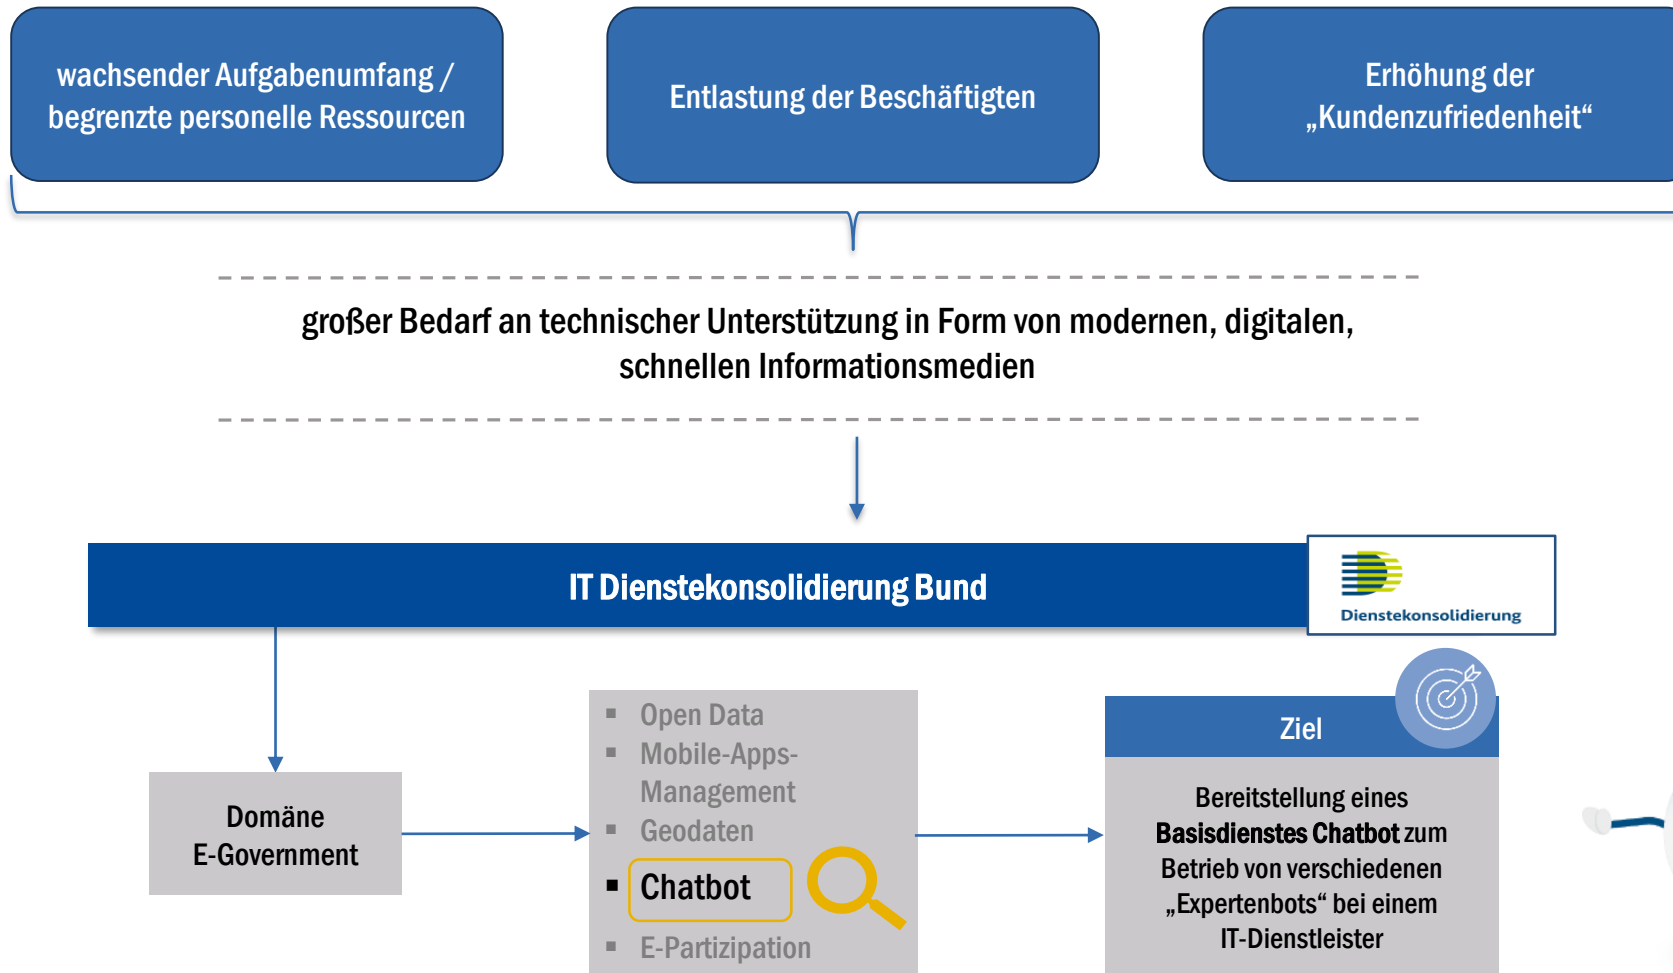 wachsender Aufgabenumfang /
begrenzte personelle Ressourcen
Entlastung der Beschäftigten
Erhöhung der
„Kundenzufriedenheit“
großer Bedarf an technischer Unterstützung in Form von modernen, digitalen,
schnellen Informationsmedien
IT Dienstekonsolidierung Bund
Dienstekonsolidierung
Domäne
E-Government
▪ Open Data
▪ Mobile-Apps-
Management
▪ Geodaten
▪ Chatbot
▪ E-Partizipation
Ziel
Bereitstellung eines
Basisdienstes Chatbot zum
Betrieb von verschiedenen
„Expertenbots“ bei einem
IT-Dienstleister